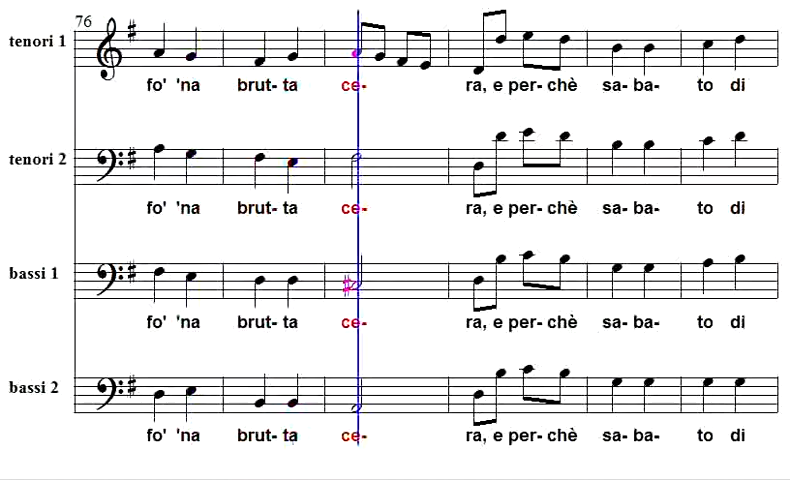 76
tenori 1
fo' 'na brut- ta ce- ra, e per- chè sa- ba- to di
tenori 2
fo' 'na brut- ta ce- ra, e per- chè sa- ba- to di
bassi 1
fo' 'na brut- ta ce- ra, e per- chè sa- ba- to di
bassi 2
fo' 'na brut- ta ce- ra, e per- chè sa- ba- to di